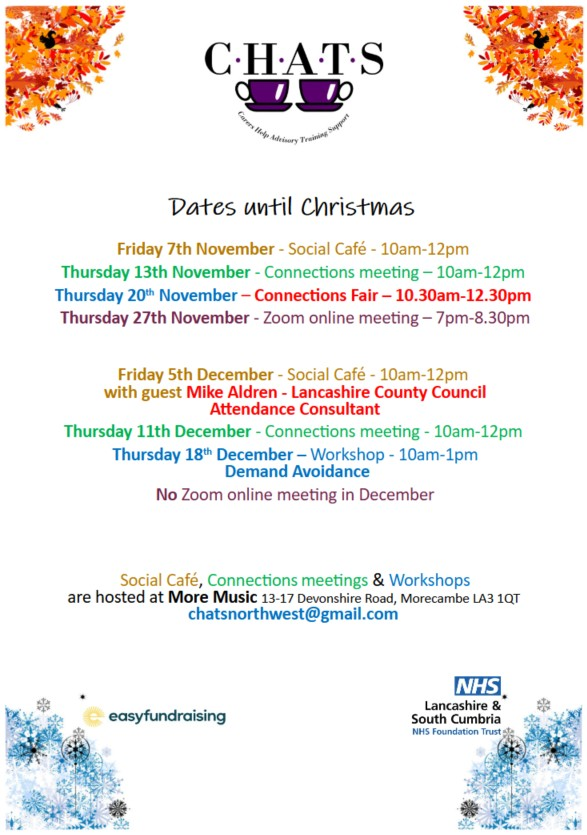 C·H·A·T·S
Carers Help Advisory Training Support
Dates until Christmas
Friday 7th November - Social Café - 10am-12pm
Thursday 13th November - Connections meeting – 10am-12pm
Thursday 20th November – Connections Fair – 10.30am-12.30pm
Thursday 27th November - Zoom online meeting – 7pm-8.30pm
Friday 5th December - Social Café - 10am-12pm
with guest Mike Aldren - Lancashire County Council
Attendance Consultant
Thursday 11th December - Connections meeting - 10am-12pm
Thursday 18th December – Workshop - 10am-1pm
Demand Avoidance
No Zoom online meeting in December
Social Café, Connections meetings & Workshops
are hosted at More Music 13-17 Devonshire Road, Morecambe LA3 1QT
chatsnorthwest@gmail.com
easyfundraising
NHS
Lancashire &
South Cumbria
NHS Foundation Trust